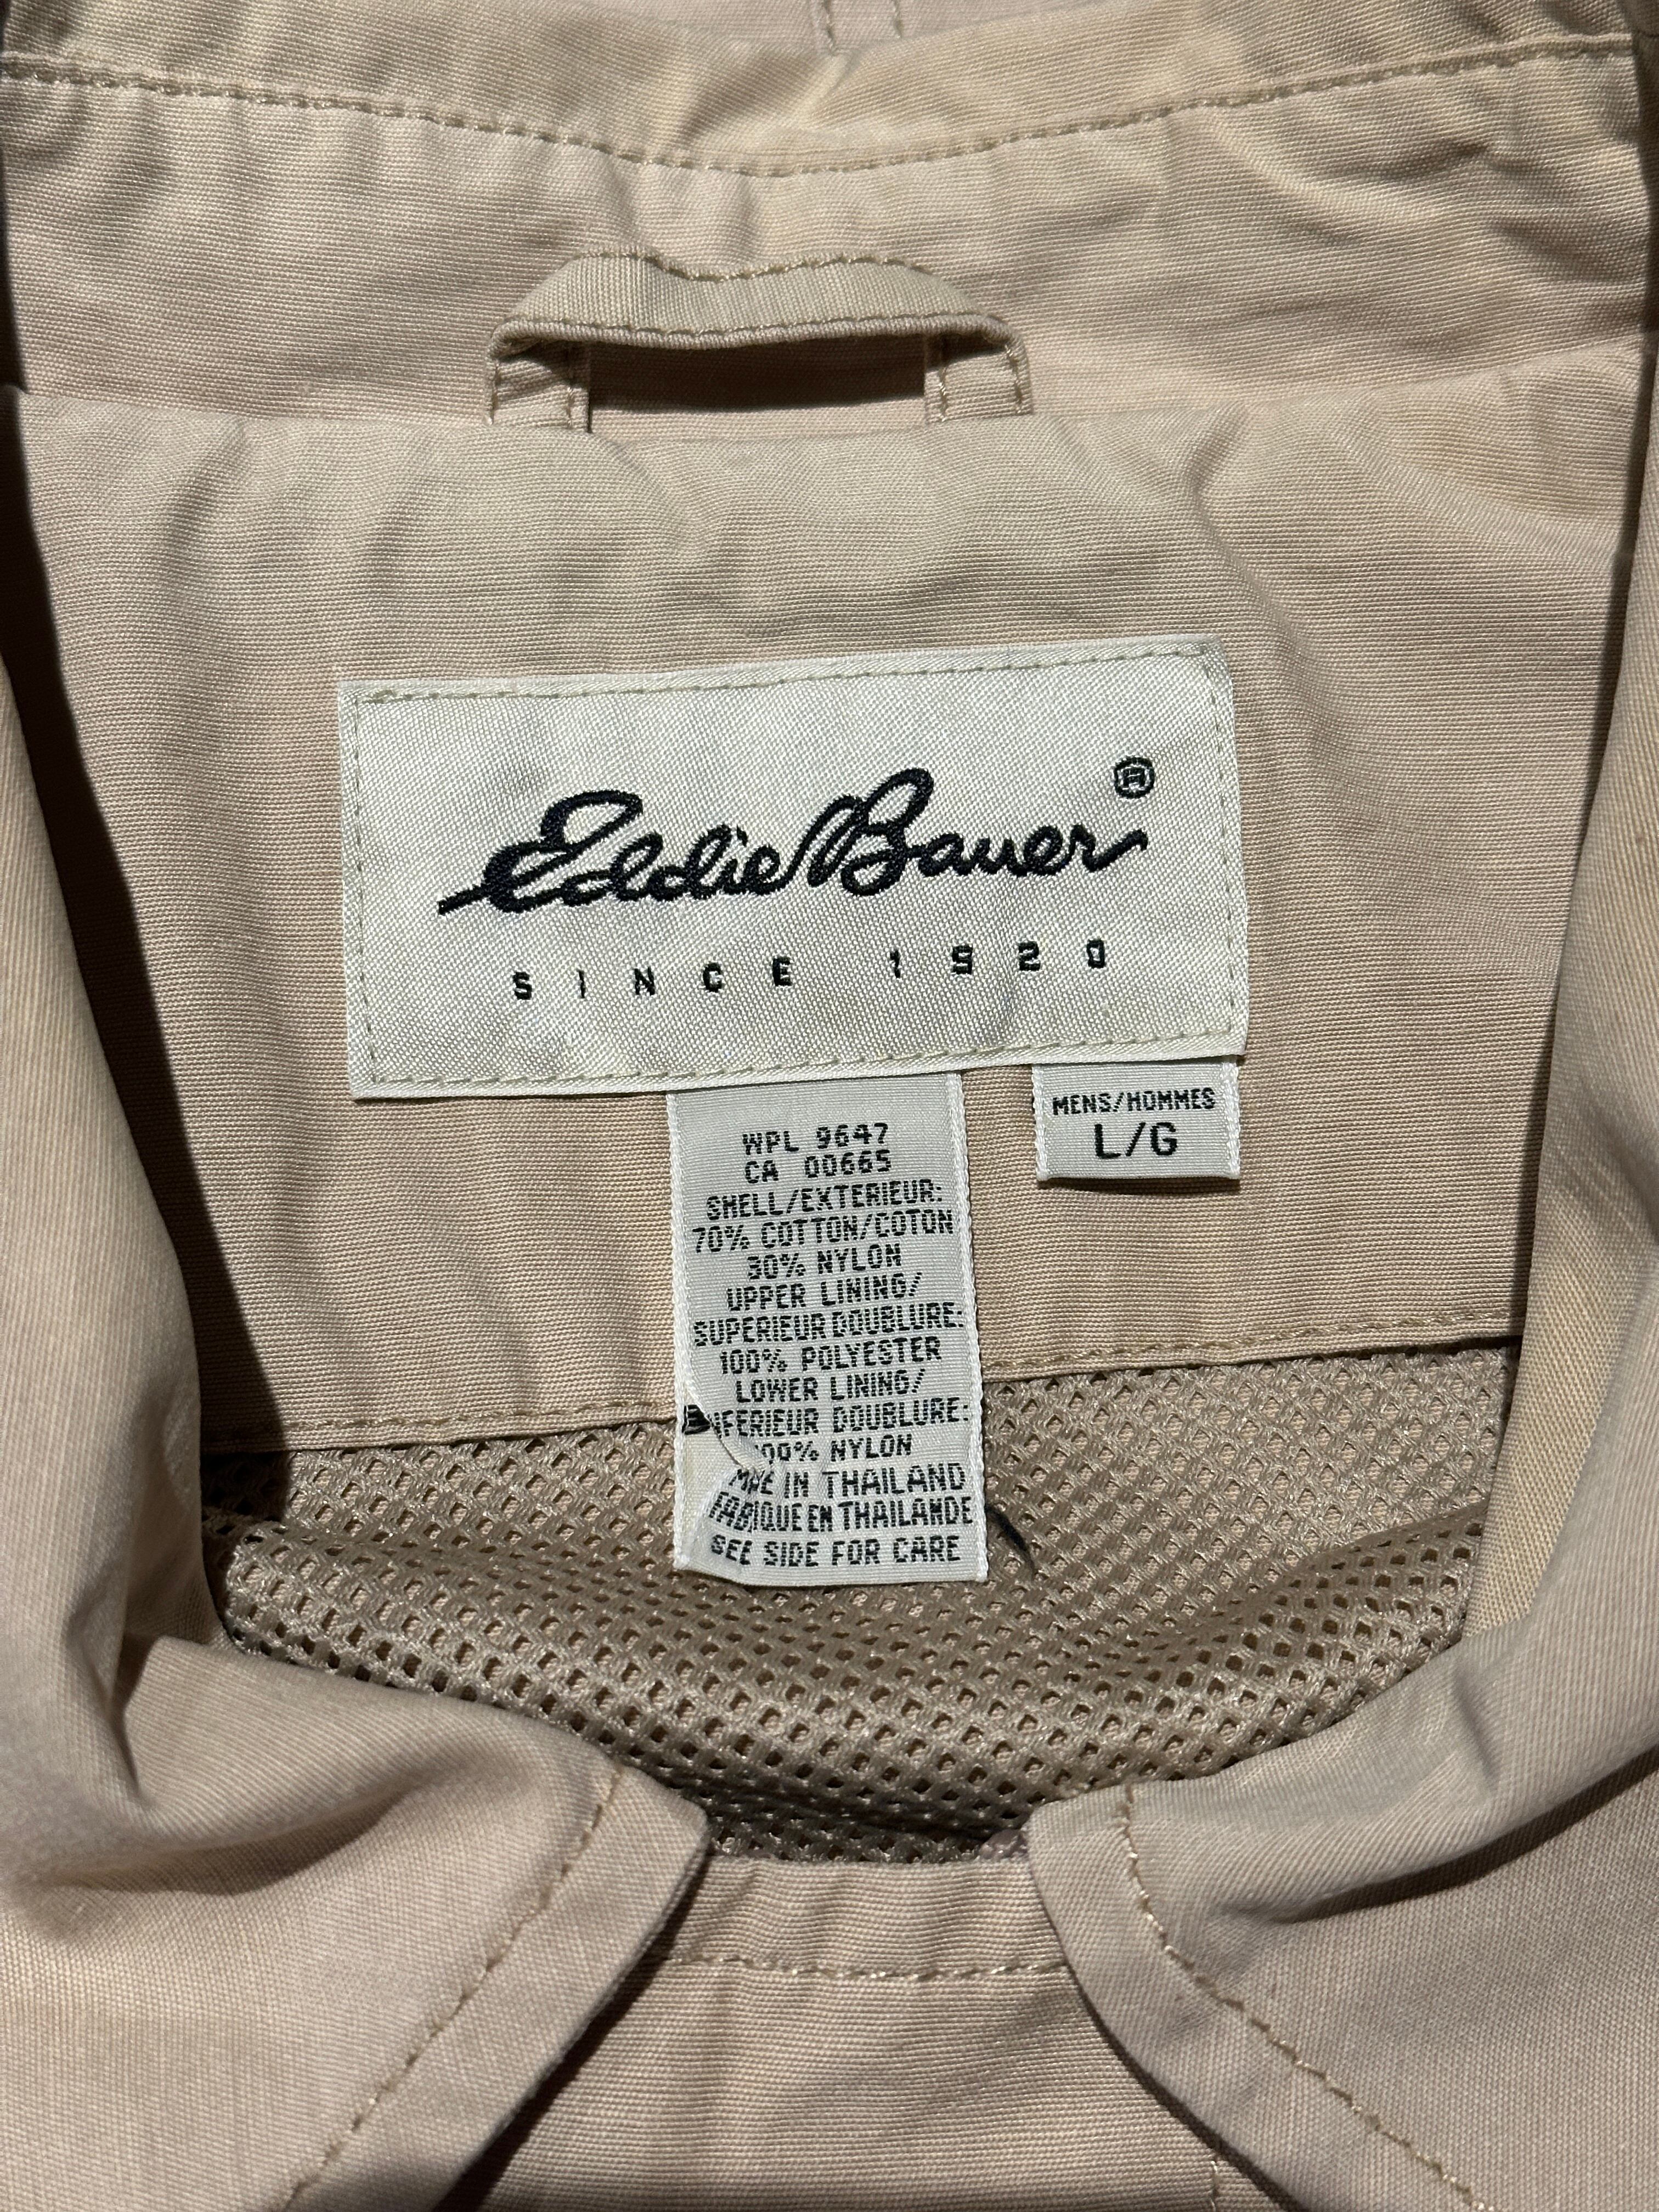 Eddie Bauer ®
SINCE 1920
MENS/HOMMES
L/G
WPL 9647
CA 00665
SHELL/EXTERIEUR:
70% COTTON/COTON
30% NYLON
UPPER LINING/
SUPERIEUR DOUBLURE:
100% POLYESTER
LOWER LINING/
INFERIEUR DOUBLURE:
100% NYLON
MADE IN THAILAND
FABRIQUE EN THAILANDE
SEE SIDE FOR CARE